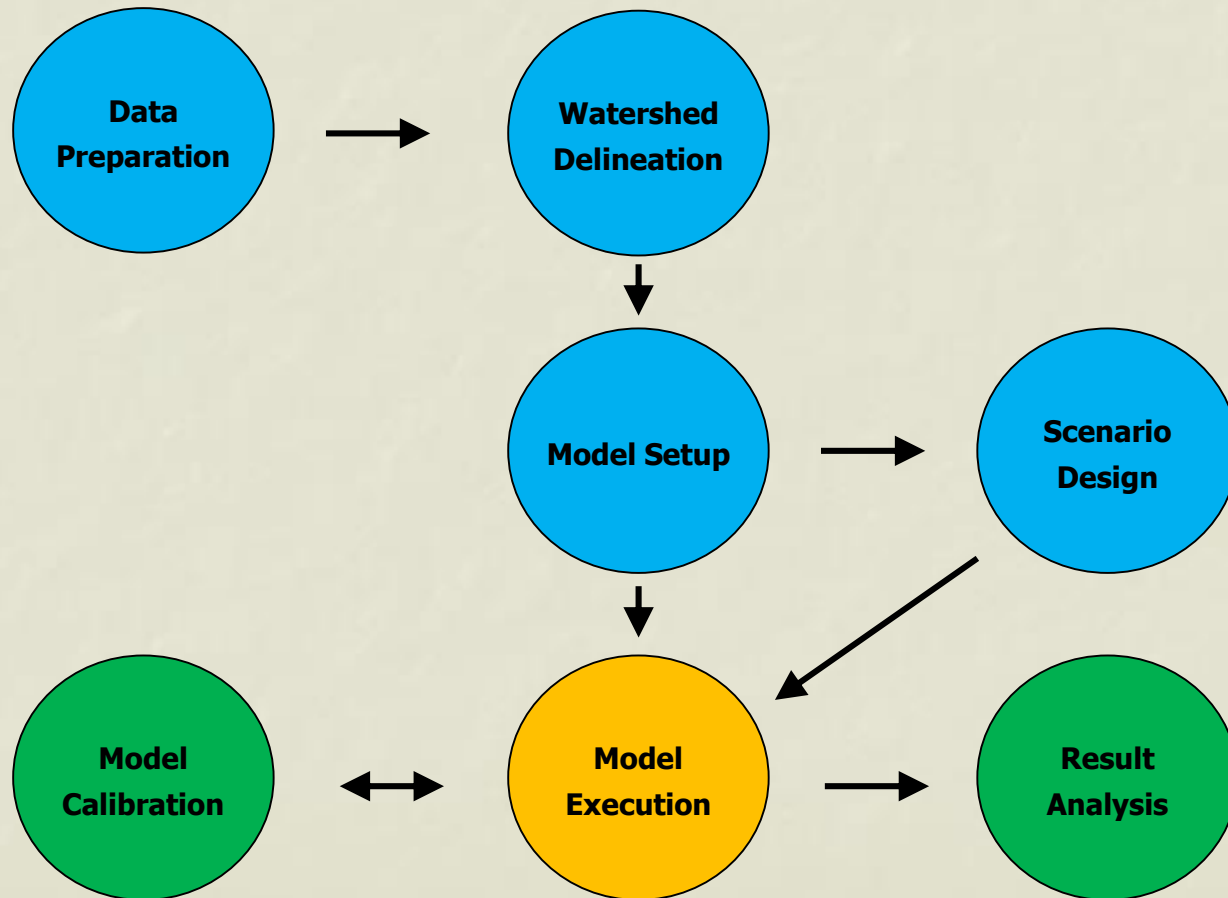 Data
Preparation
Watershed
Delineation
Model Setup
Scenario
Design
Model
Calibration
Model
Execution
Result
Analysis